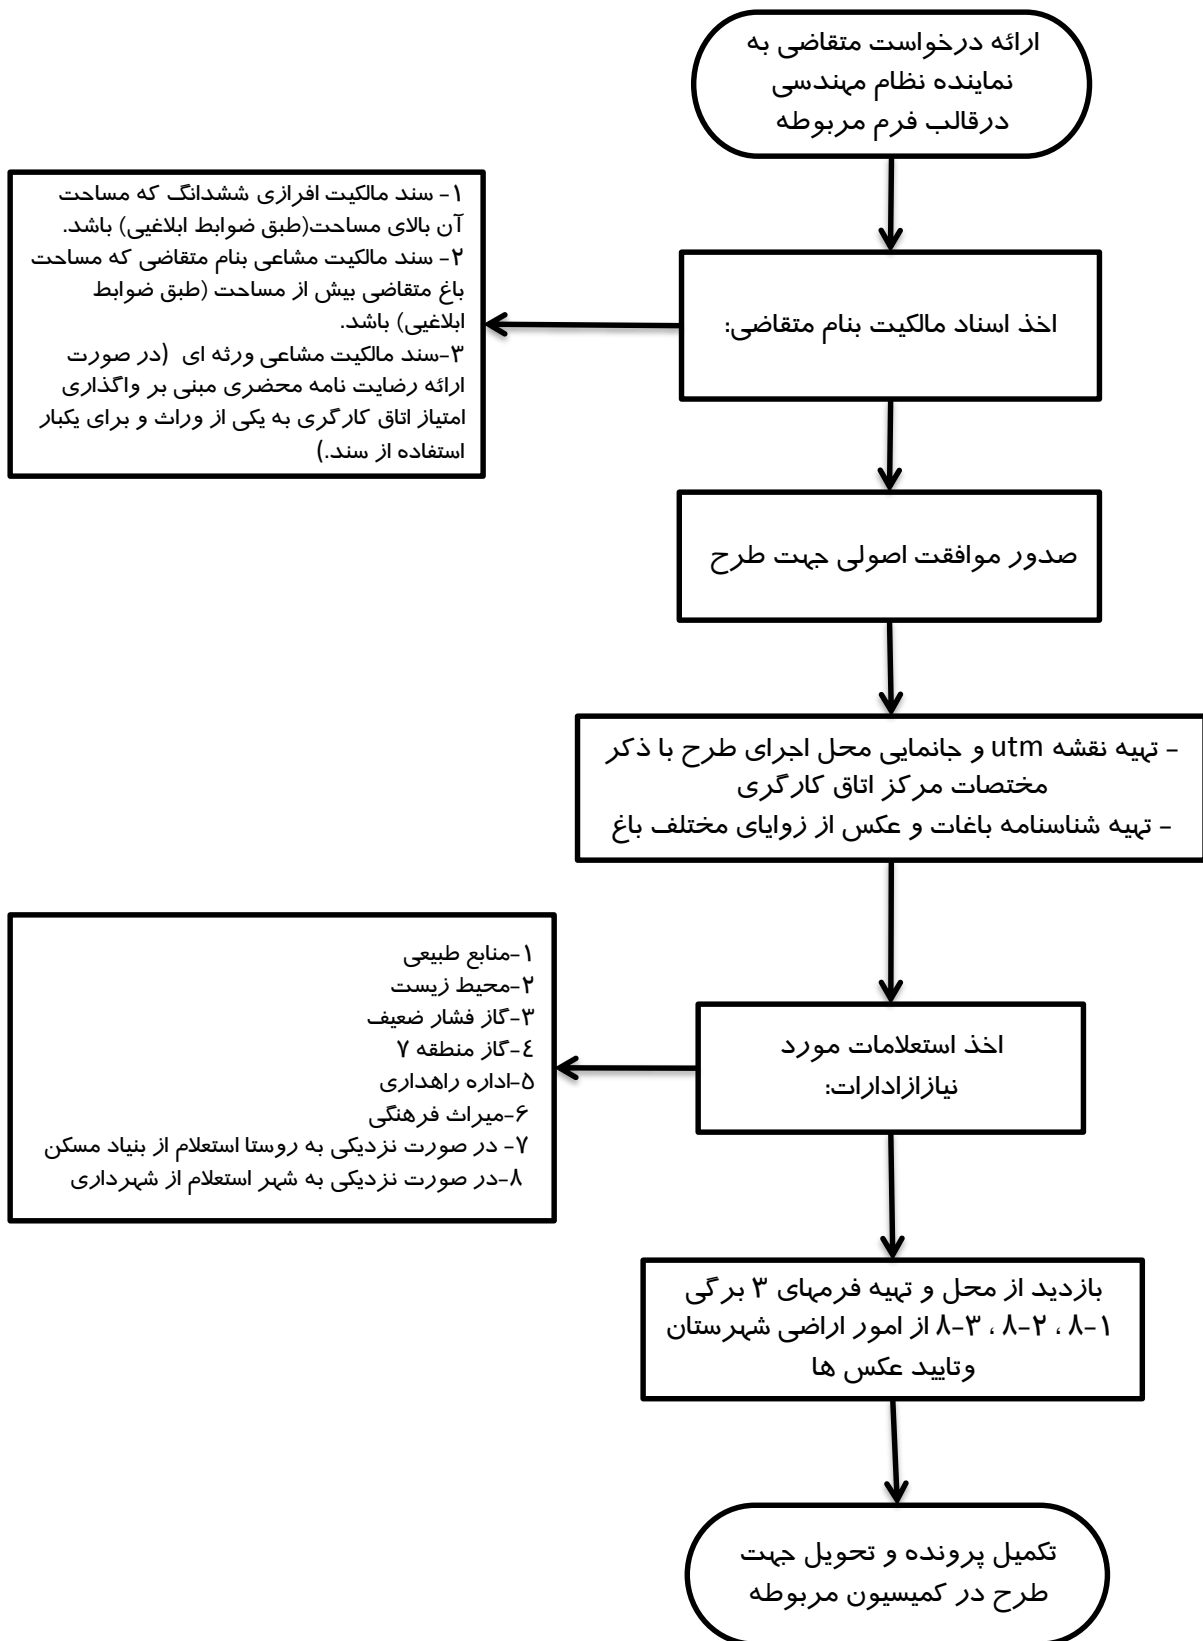 ارائه درخواست متقاضی به
نماینده نظام مهندسی
درقالب فرم مربوطه
اخذ اسناد مالکیت بنام متقاضی:
۱- سند مالکیت افرازی ششدانگ که مساحت
آن بالای مساحت(طبق ضوابط ابلاغیی) باشد.
۲- سند مالکیت مشاعی بنام متقاضی که مساحت
باغ متقاضی بیش از مساحت (طبق ضوابط
ابلاغیی) باشد.
۳-سند مالکیت مشاعی ورثه ای (در صورت
ارائه رضایت نامه محضری مبنی بر واگذاری
امتیاز اتاق کارگری به یکی از وراث و برای یکبار
استفاده از سند.)
صدور موافقت اصولی جهت طرح
- تهیه نقشه utm و جانمایی محل اجرای طرح با ذکر
مختصات مرکز اتاق کارگری
- تهیه شناسنامه باغات و عکس از زوایای مختلف باغ
اخذ استعلامات مورد
نیازازادارات:
۱-منابع طبیعی
۲-محیط زیست
۳-گاز فشار ضعیف
٤-گاز منطقه ۷
۵-اداره راهداری
۶-میراث فرهنگی
۷- در صورت نزدیکی به روستا استعلام از بنیاد مسکن
۸-در صورت نزدیکی به شهر استعلام از شهرداری
بازدید از محل و تهیه فرمهای ۳ برگی
۸-۱ ، ۸-۲ ، ۸-۳ از امور اراضی شهرستان
وتایید عکس ها
تکمیل پرونده و تحویل جهت
طرح در کمیسیون مربوطه